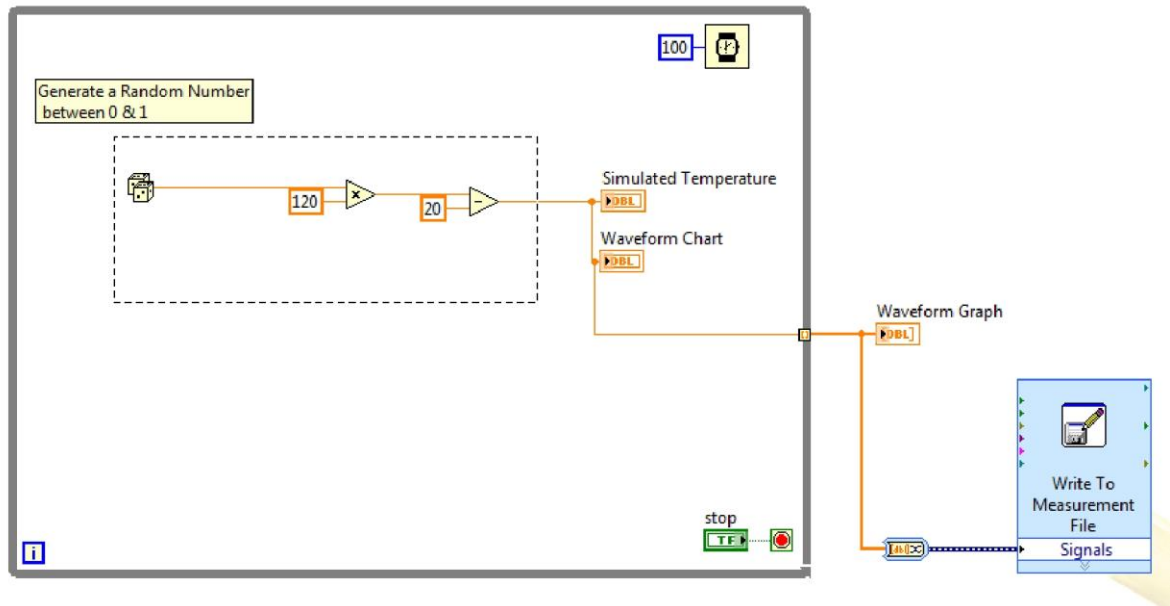 100
Generate a Random Number
between 0 & 1
Simulated Temperature
120
20
DBL
Waveform Chart
DBL
Waveform Graph
DBL
Write To
Measurement
File
stop
TF
i
Signals